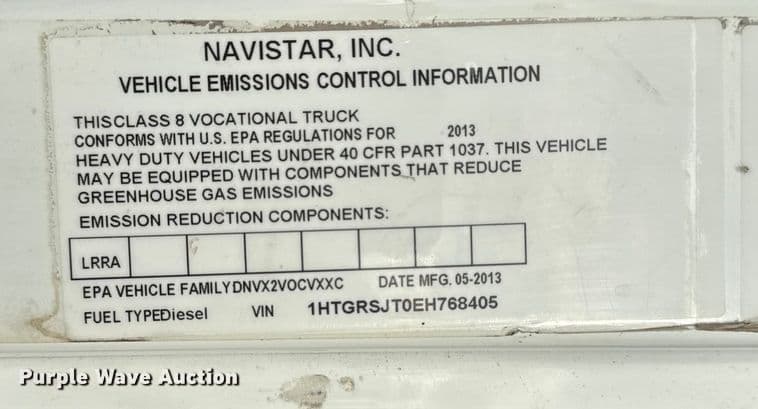 NAVISTAR, INC.
VEHICLE EMISSIONS CONTROL INFORMATION
THISCLASS 8 VOCATIONAL TRUCK
CONFORMS WITH U.S. EPA REGULATIONS FOR 2013
HEAVY DUTY VEHICLES UNDER 40 CFR PART 1037. THIS VEHICLE
MAY BE EQUIPPED WITH COMPONENTS THAT REDUCE
GREENHOUSE GAS EMISSIONS
EMISSION REDUCTION COMPONENTS:
LRRA
EPA VEHICLE FAMILYDNVX2VOCVXXC DATE MFG. 05-2013
FUEL TYPEDiesel VIN 1HTGRSJT0EH768405
Purple Wave Auction